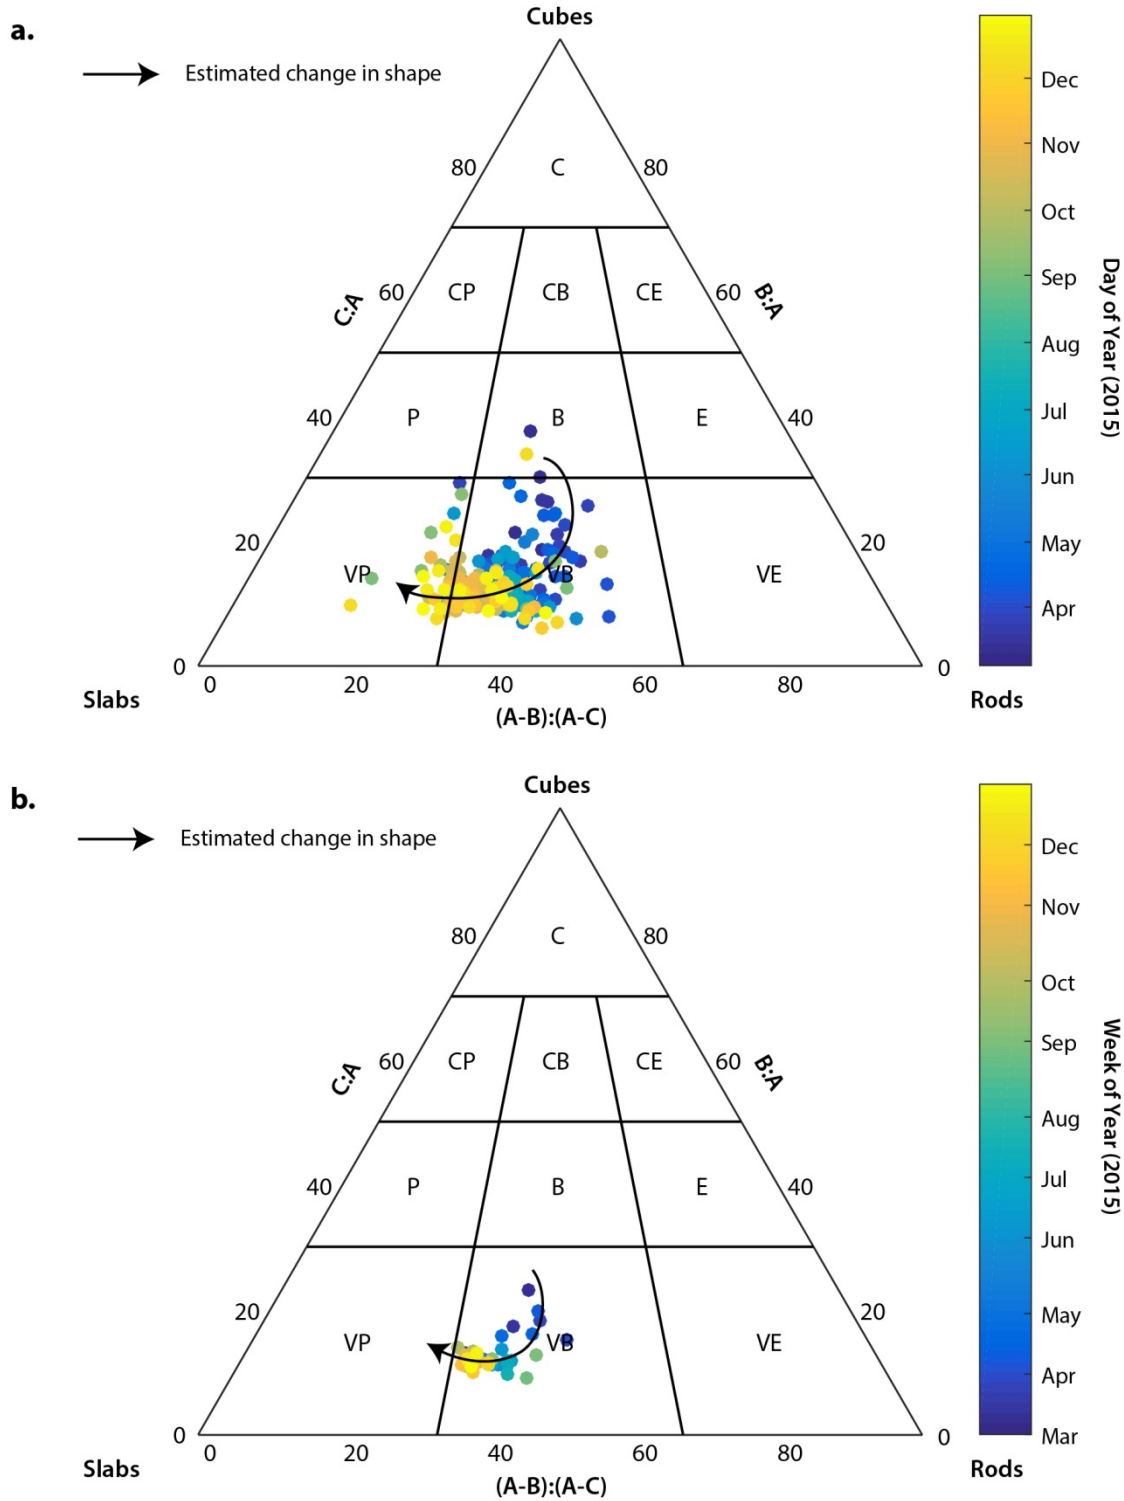 a.
Cubes
Estimated change in shape
80 C 80
C:A 60 CP CB CE 60 B:A
40 P B E 40
20 20
VP VB VE
0 0
0 20 40 60 80
Slabs (A-B):(A-C) Rods
Dec
Nov
Oct
Sep
Aug
Jul
Jun
May
Apr
Day of Year (2015)
b.
Cubes
Estimated change in shape
80 C 80
C:A 60 CP CB CE 60 B:A
40 P B E 40
20 20
VP VB VE
0 0
0 20 40 60 80
Slabs (A-B):(A-C) Rods
Dec
Nov
Oct
Sep
Aug
Jul
Jun
May
Apr
Mar
Week of Year (2015)